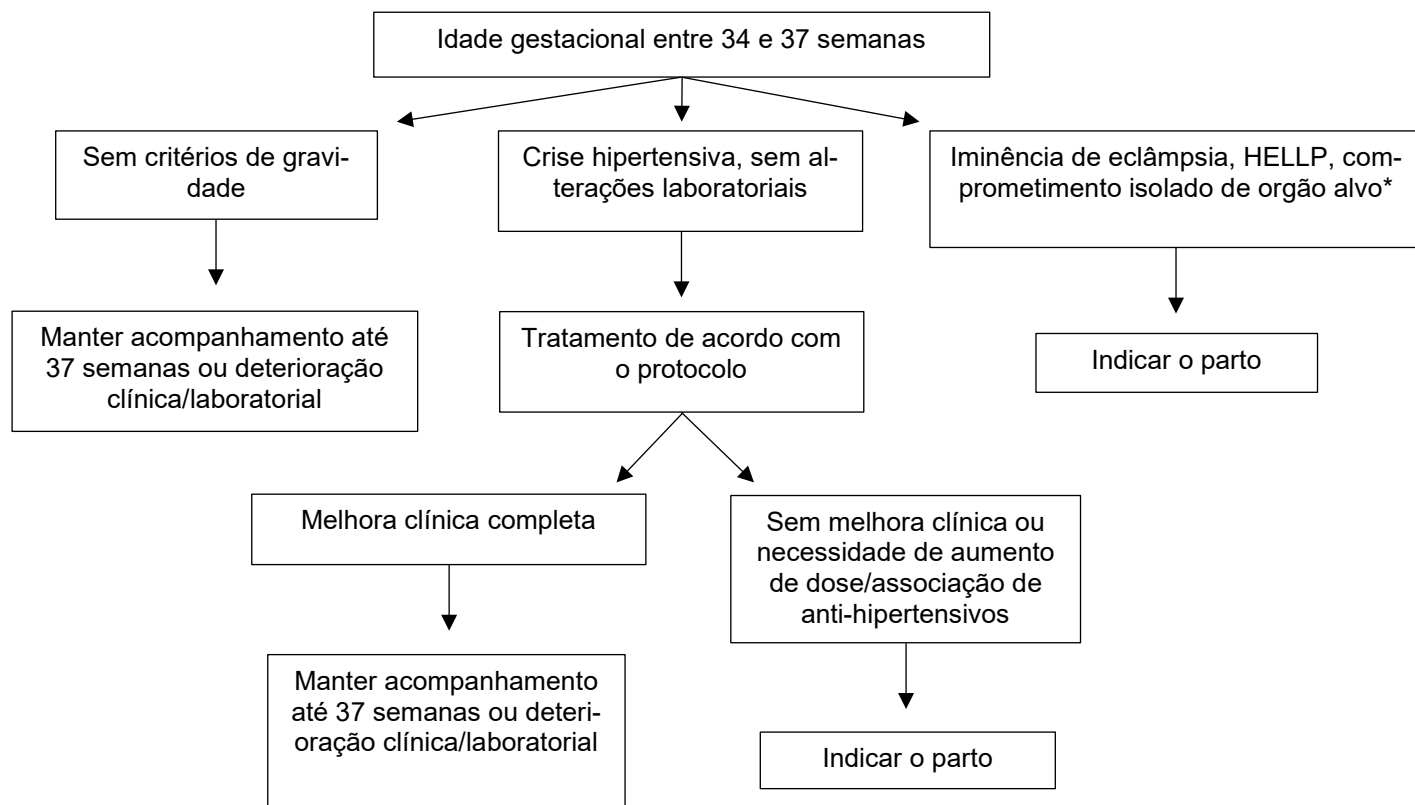 Idade gestacional entre 34 e 37 semanas
Sem critérios de gravi-
dade
Crise hipertensiva, sem al-
terações laboratoriais
Iminência de eclâmpsia, HELLP, com-
prometimento isolado de orgão alvo*
Manter acompanhamento até
37 semanas ou deterioração
clínica/laboratorial
Tratamento de acordo com
o protocolo
Indicar o parto
Melhora clínica completa
Sem melhora clínica ou
necessidade de aumento
de dose/associação de
anti-hipertensivos
Manter acompanhamento
até 37 semanas ou deteri-
oração clínica/laboratorial
Indicar o parto